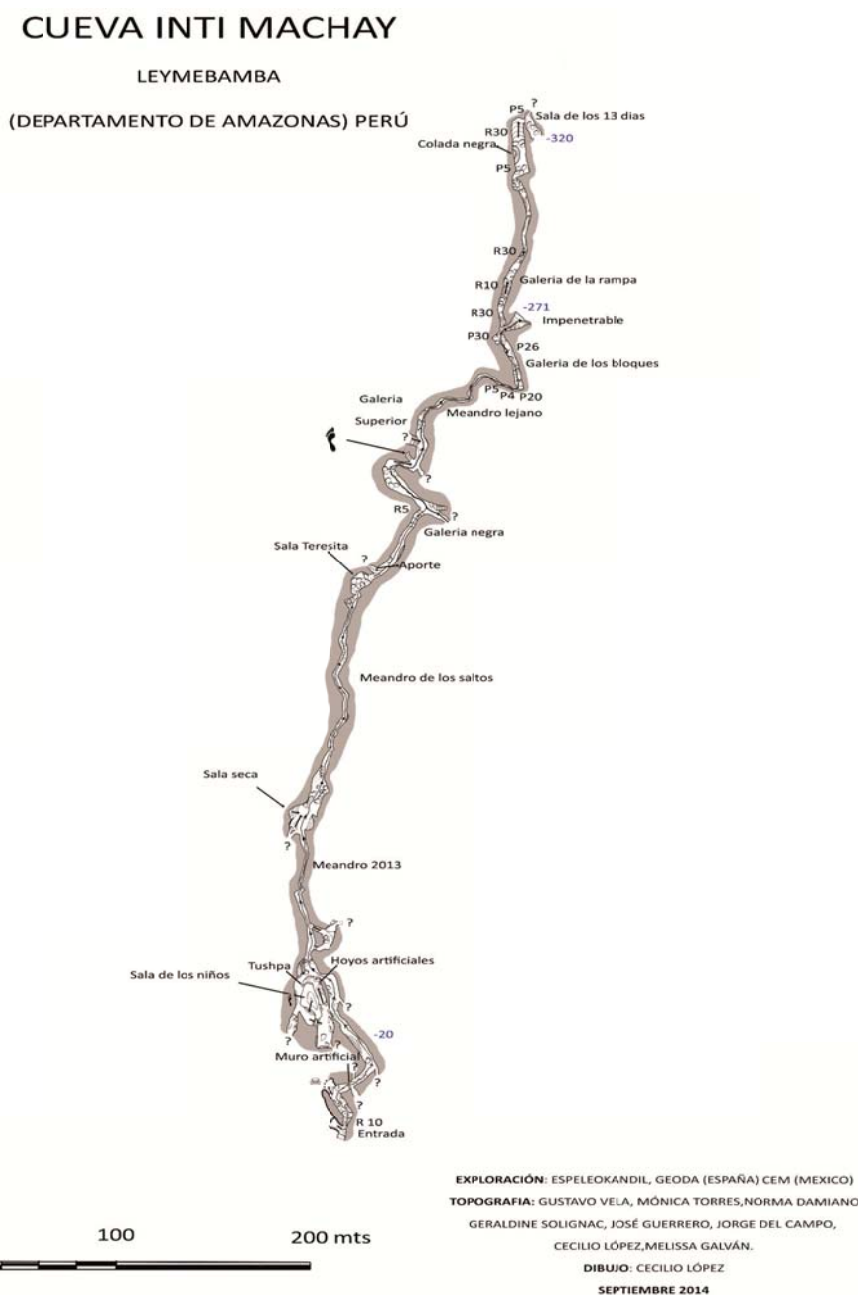 CUEVA INTI MACHAY
LEYMEBAMBA
(DEPARTAMENTO DE AMAZONAS) PERÚ
P5
?
Sala de los 13 dias
R30
-320
Colada negra
P5
R30
Galeria de la rampa
R10
-271
R30
Impenetrable
P30
P26
Galeria de los bloques
P5
P4
P20
Galeria
Superior
Meandro lejano
?
?
R5
?
Galeria negra
Sala Teresita
?
Aporte
Meandro de los saltos
Sala seca
?
Meandro 2013
?
Tushpa
Hoyos artificiales
Sala de los niños
?
-20
?
?
Muro artificial
?
?
?
R 10
Entrada
EXPLORACIÓN: ESPELEOKANDIL, GEODA (ESPAÑA) CEM (MEXICO)
TOPOGRAFIA: GUSTAVO VELA, MÓNICA TORRES,NORMA DAMIANO
GERALDINE SOLIGNAC, JOSÉ GUERRERO, JORGE DEL CAMPO,
CECILIO LÓPEZ,MELISSA GALVÁN.
DIBUJO: CECILIO LÓPEZ
SEPTIEMBRE 2014
100
200 mts